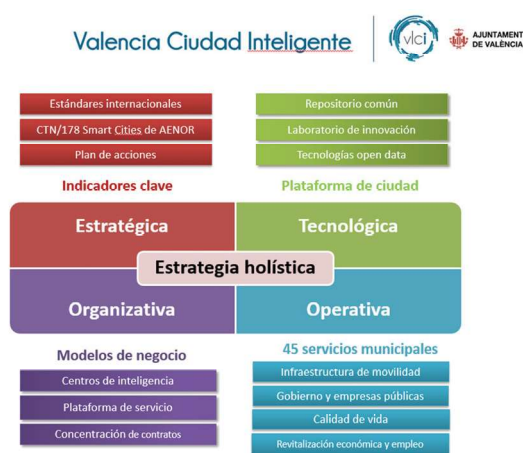 Valencia Ciudad Inteligente
vlci
AJUNTAMENT
DE VALÈNCIA
Estándares internacionales
CTN/178 Smart Cities de AENOR
Plan de acciones
Indicadores clave
Repositorio común
Laboratorio de innovación
Tecnologías open data
Plataforma de ciudad
Estratégica
Tecnológica
Estrategia holística
Organizativa
Operativa
Modelos de negocio
Centros de inteligencia
Plataforma de servicio
Concentración de contratos
45 servicios municipales
Infraestructura de movilidad
Gobierno y empresas públicas
Calidad de vida
Revitalización económica y empleo